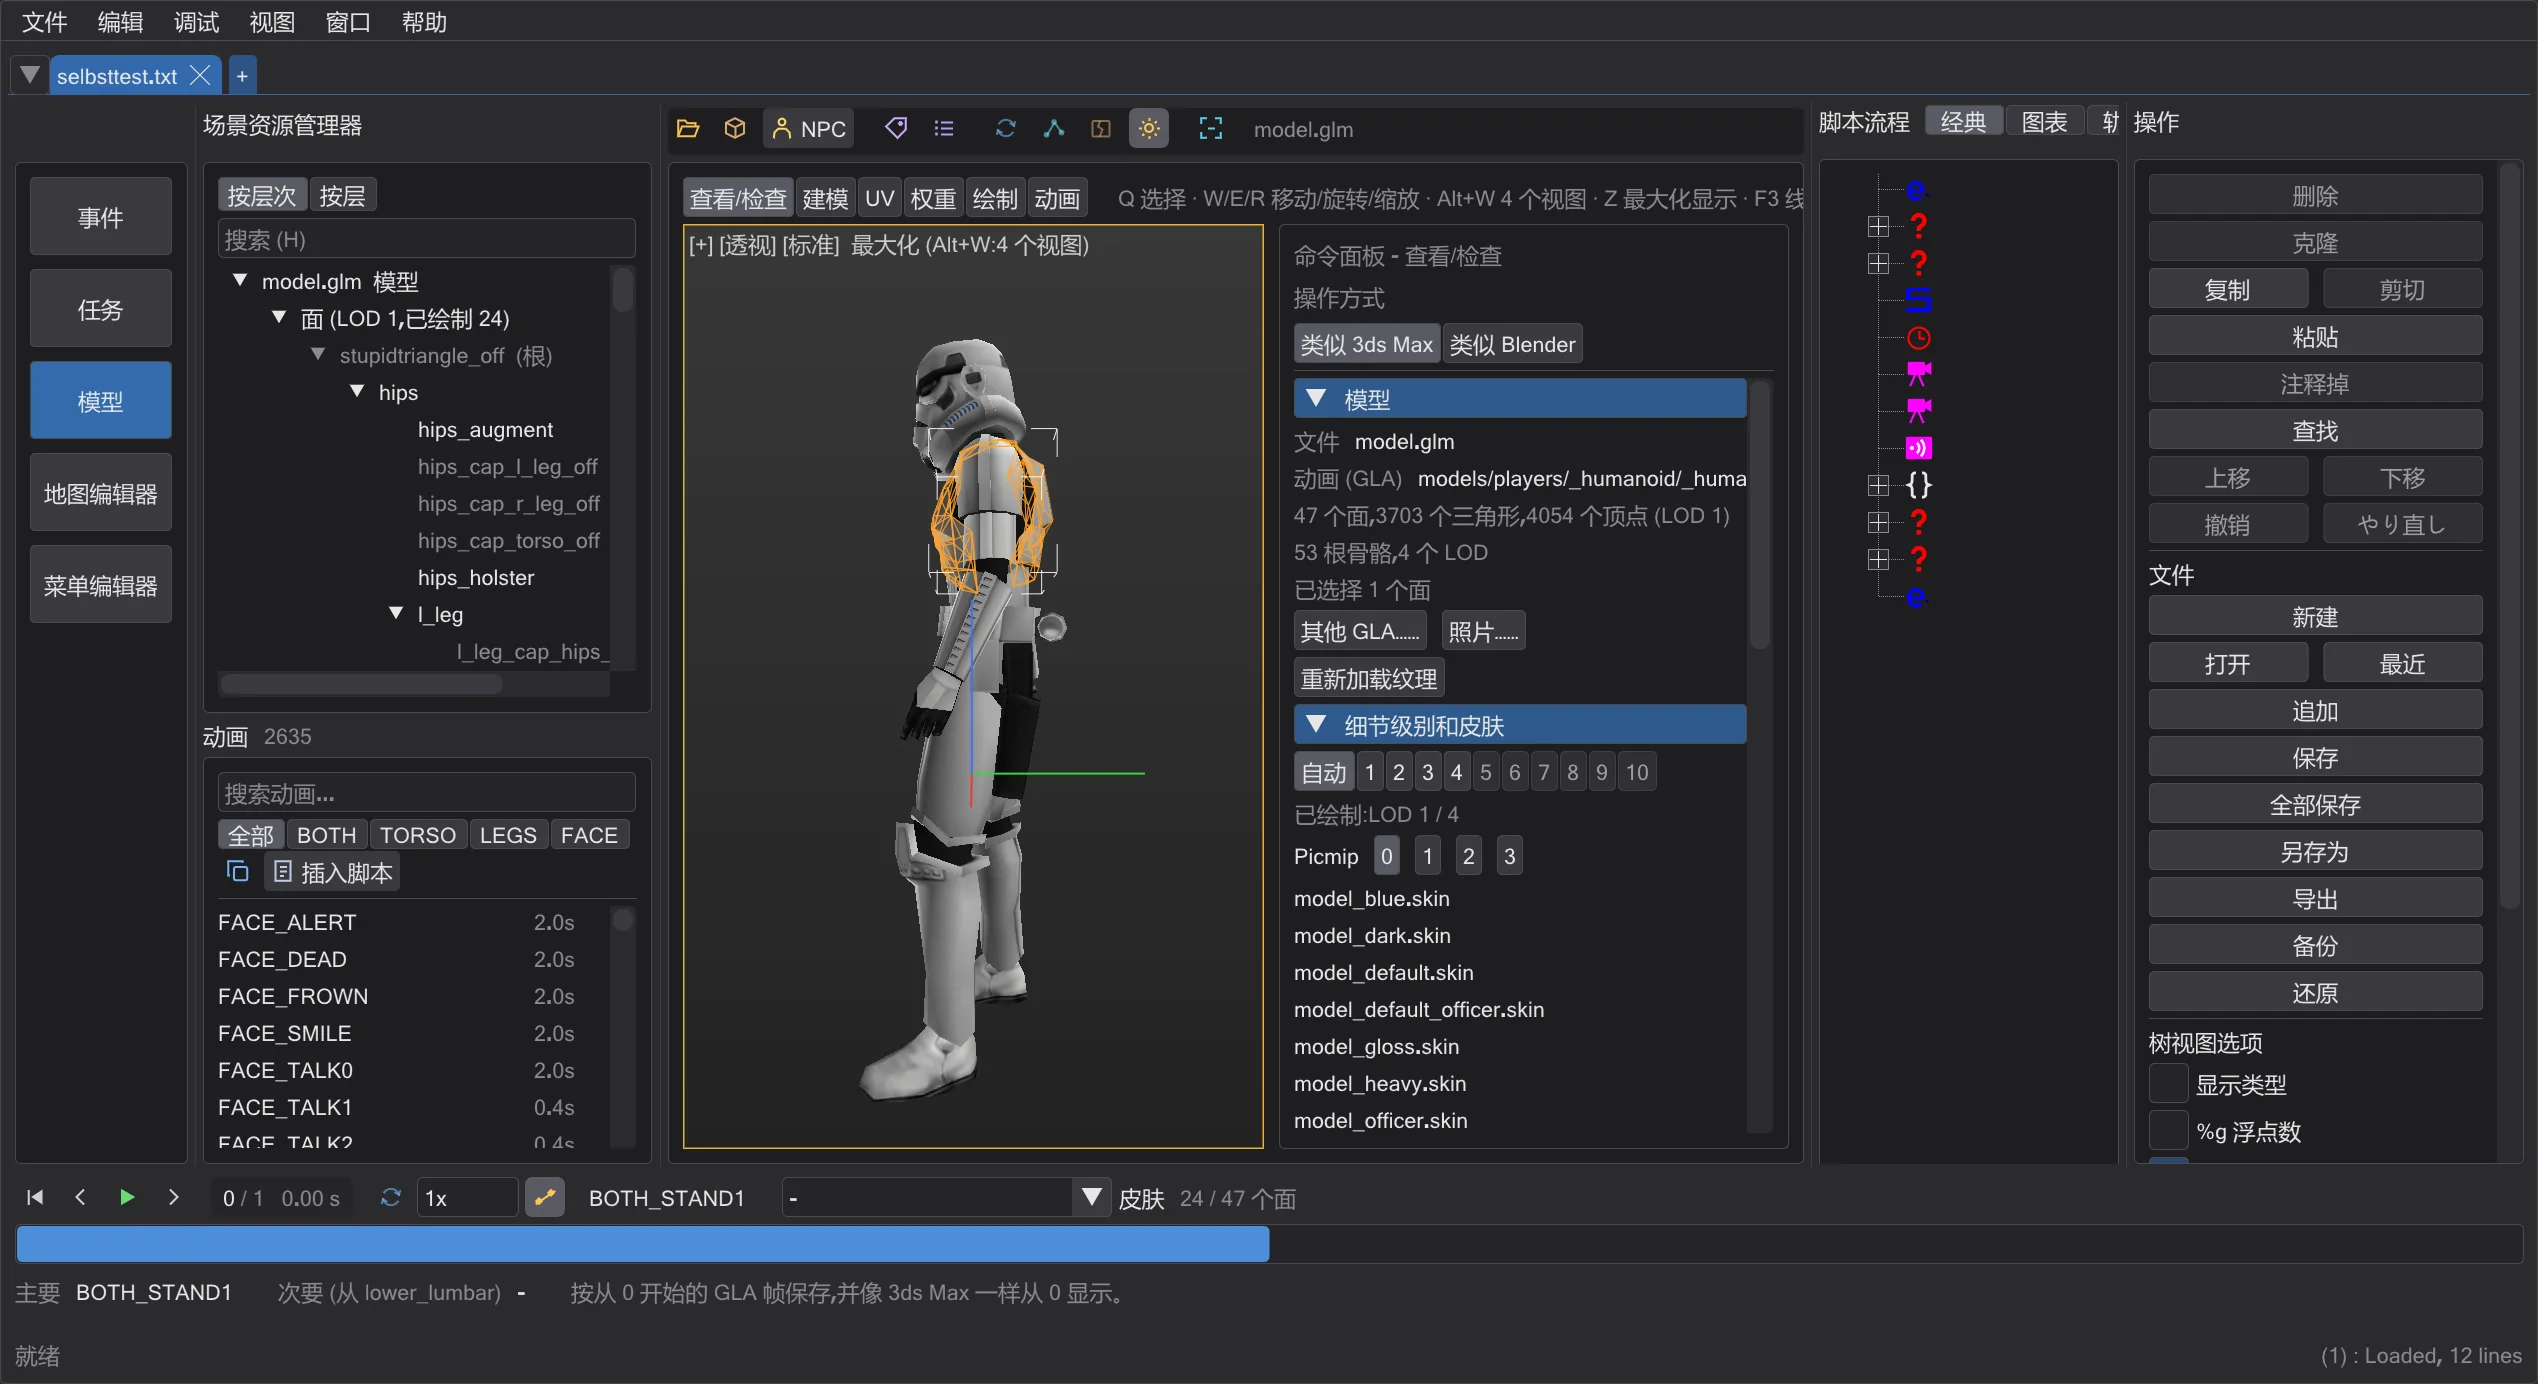 文件 编辑 调试 视图 窗口 帮助
selbsttest.txt +
场景资源管理器
事件
任务
模型
地图编辑器
菜单编辑器
按层次 按层
搜索 (H)
model.glm 模型
面 (LOD 1,已绘制 24)
stupidtriangle_off (根)
hips
hips_augment
hips_cap_l_leg_off
hips_cap_r_leg_off
hips_cap_torso_off
hips_holster
l_leg
l_leg_cap_hips_
动画 2635
搜索动画...
全部 BOTH TORSO LEGS FACE
插入脚本
FACE_ALERT 2.0s
FACE_DEAD 2.0s
FACE_FROWN 2.0s
FACE_SMILE 2.0s
FACE_TALK0 2.0s
FACE_TALK1 0.4s
FACE_TALK2 0.4s
NPC model.glm
查看/检查 建模 UV 权重 绘制 动画 Q 选择 · W/E/R 移动/旋转/缩放 · Alt+W 4 个视图 · Z 最大化显示 · F3 线
[+] [透视] [标准] 最大化 (Alt+W:4 个视图)
命令面板 - 查看/检查
操作方式
类似 3ds Max 类似 Blender
模型
文件 model.glm
动画 (GLA) models/players/_humanoid/_huma
47 个面,3703 个三角形,4054 个顶点 (LOD 1)
53 根骨骼,4 个 LOD
已选择 1 个面
其他 GLA...... 照片......
重新加载纹理
细节级别和皮肤
自动 1 2 3 4 5 6 7 8 9 10
已绘制:LOD 1 / 4
Picmip 0 1 2 3
model_blue.skin
model_dark.skin
model_default.skin
model_default_officer.skin
model_gloss.skin
model_heavy.skin
model_officer.skin
脚本流程 经典 图表 轨
e
?
?
{}
?
?
e
操作
删除
克隆
复制 剪切
粘贴
注释掉
查找
上移 下移
撤销 やり直し
文件
新建
打开 最近
追加
保存
全部保存
另存为
导出
备份
还原
树视图选项
显示类型
%g 浮点数
0 / 1 0.00 s 1x BOTH_STAND1 - 皮肤 24 / 47 个面
主要 BOTH_STAND1 次要 (从 lower_lumbar) - 按从 0 开始的 GLA 帧保存,并像 3ds Max 一样从 0 显示。
就绪 (1) : Loaded, 12 lines